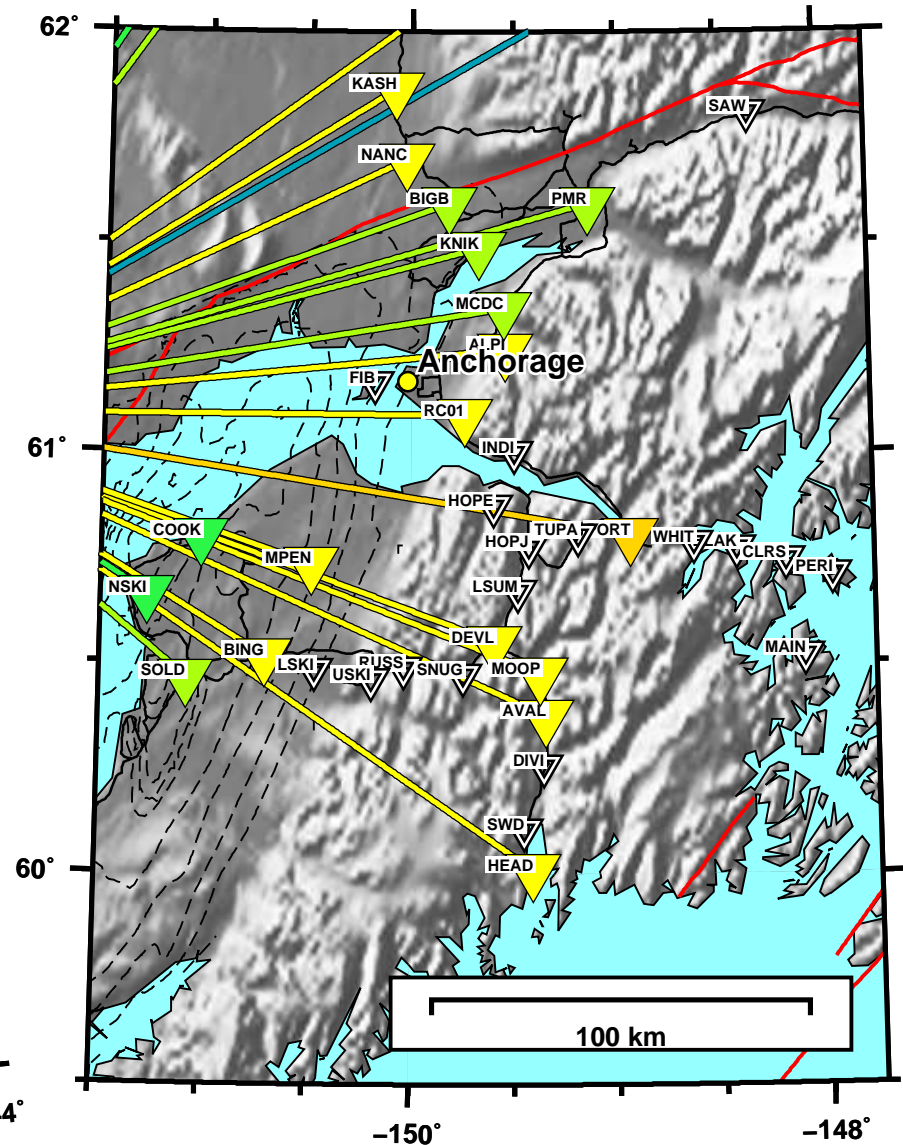 62°
KASH
SAW
NANC
BIGB
PMR
KNIK
MCDC
ALPI
Anchorage
FIB
RC01
61°
INDI
HOPE
COOK
TUPA
ORT
WHIT
AK
HOPJ
CLRS
MPEN
PERI
NSKI
LSUM
DEVL
MAIN
BING
SOLD
LSKI
RUSS
USKI
SNUG
MOOP
AVAL
DIVI
SWD
60°
HEAD
100 km
4°
−150°
−148°